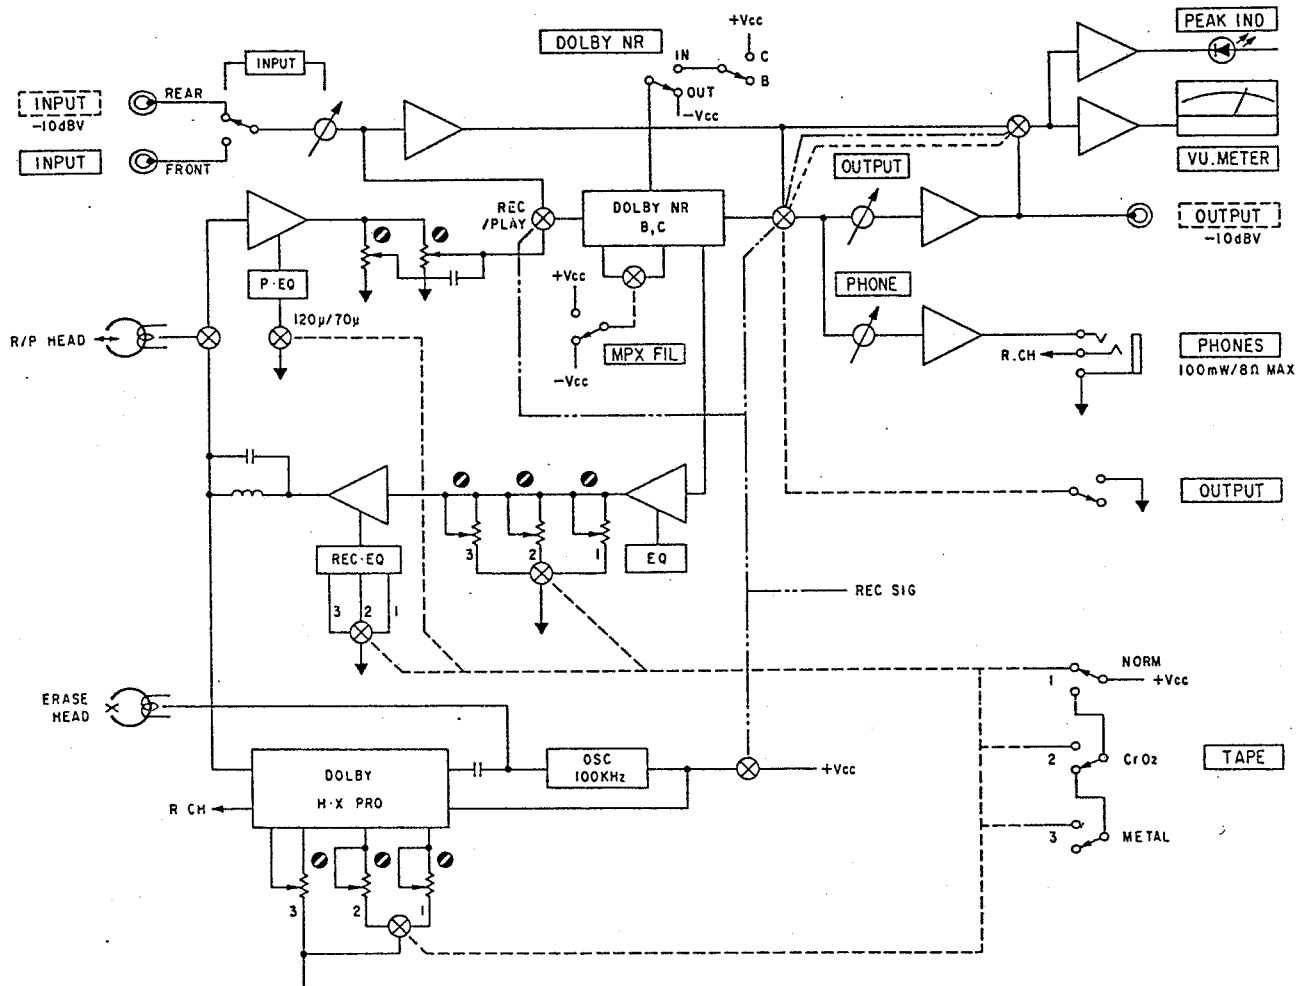 PEAK IND
+Vcc
DOLBY NR
IN
C
B
OUT
-Vcc
INPUT
REAR
INPUT
-10dBV
INPUT
FRONT
VU.METER
OUTPUT
REC
/PLAY
DOLBY NR
B,C
OUTPUT
-10dBV
P·EQ
+Vcc
PHONE
120μ/70μ
R/P HEAD
MPX FIL
-Vcc
R.CH
PHONES
100mW/8Ω MAX
OUTPUT
3
2
1
EQ
REC·EQ
3
2
1
REC SIG
NORM
1
+Vcc
ERASE
HEAD
2
CrO2
TAPE
OSC
100KHz
+Vcc
DOLBY
H·X PRO
R CH
3
METAL
3
2
1